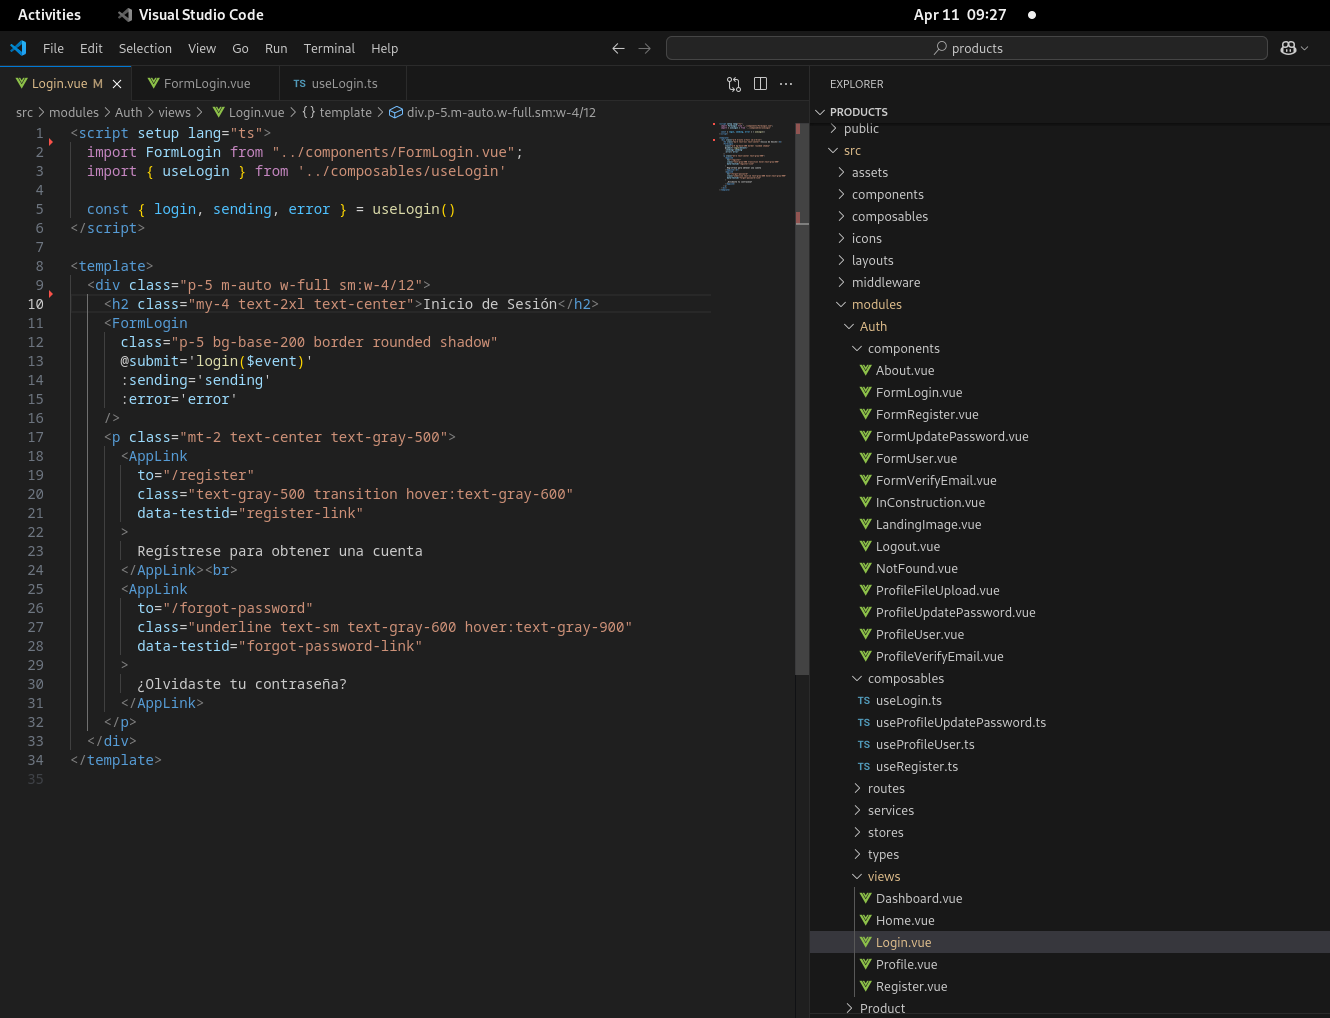 Activities Visual Studio Code Apr 11 09:27
File Edit Selection View Go Run Terminal Help products
Login.vue M FormLogin.vue TS useLogin.ts
src > modules > Auth > views > Login.vue > {} template > div.p-5.m-auto.w-full.sm:w-4/12
1 <script setup lang="ts">
2 import FormLogin from "../components/FormLogin.vue";
3 import { useLogin } from '../composables/useLogin'
4
5 const { login, sending, error } = useLogin()
6 </script>
7
8 <template>
9 <div class="p-5 m-auto w-full sm:w-4/12">
10 <h2 class="my-4 text-2xl text-center">Inicio de Sesión</h2>
11 <FormLogin
12 class="p-5 bg-base-200 border rounded shadow"
13 @submit='login($event)'
14 :sending='sending'
15 :error='error'
16 />
17 <p class="mt-2 text-center text-gray-500">
18 <AppLink
19 to="/register"
20 class="text-gray-500 transition hover:text-gray-600"
21 data-testid="register-link"
22 >
23 Regístrese para obtener una cuenta
24 </AppLink><br>
25 <AppLink
26 to="/forgot-password"
27 class="underline text-sm text-gray-600 hover:text-gray-900"
28 data-testid="forgot-password-link"
29 >
30 ¿Olvidaste tu contraseña?
31 </AppLink>
32 </p>
33 </div>
34 </template>
35
EXPLORER
PRODUCTS
public
src
assets
components
composables
icons
layouts
middleware
modules
Auth
components
About.vue
FormLogin.vue
FormRegister.vue
FormUpdatePassword.vue
FormUser.vue
FormVerifyEmail.vue
InConstruction.vue
LandingImage.vue
Logout.vue
NotFound.vue
ProfileFileUpload.vue
ProfileUpdatePassword.vue
ProfileUser.vue
ProfileVerifyEmail.vue
composables
TS useLogin.ts
TS useProfileUpdatePassword.ts
TS useProfileUser.ts
TS useRegister.ts
routes
services
stores
types
views
Dashboard.vue
Home.vue
Login.vue
Profile.vue
Register.vue
Product